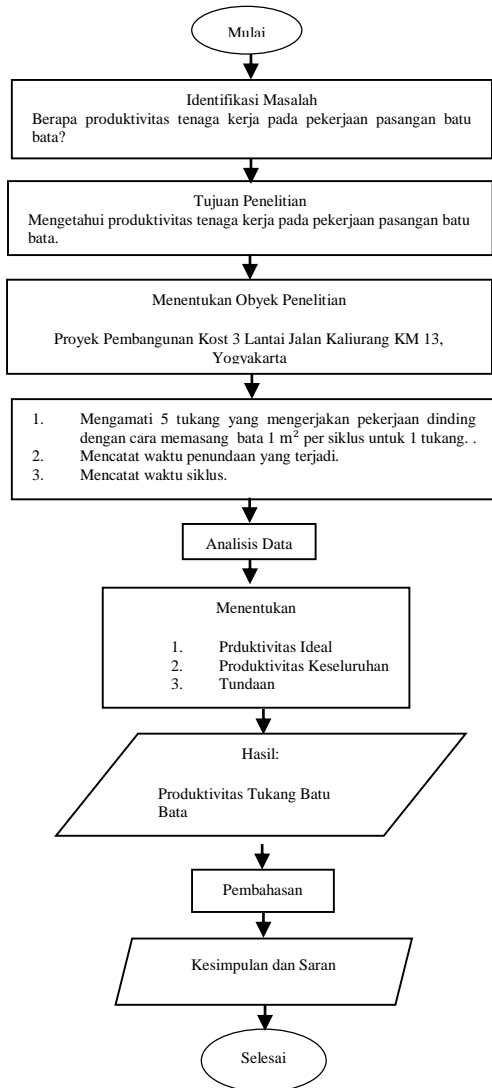 Mulai
Identifikasi Masalah
Berapa produktivitas tenaga kerja pada pekerjaan pasangan batu
bata?
Tujuan Penelitian
Mengetahui produktivitas tenaga kerja pada pekerjaan pasangan batu
bata.
Menentukan Obyek Penelitian
Proyek Pembangunan Kost 3 Lantai Jalan Kaliurang KM 13,
Yogyakarta
1. Mengamati 5 tukang yang mengerjakan pekerjaan dinding
dengan cara memasang bata 1 m² per siklus untuk 1 tukang. .
2. Mencatat waktu penundaan yang terjadi.
3. Mencatat waktu siklus.
Analisis Data
Menentukan
1. Prduktivitas Ideal
2. Produktivitas Keseluruhan
3. Tundaan
Hasil:
Produktivitas Tukang Batu
Bata
Pembahasan
Kesimpulan dan Saran
Selesai